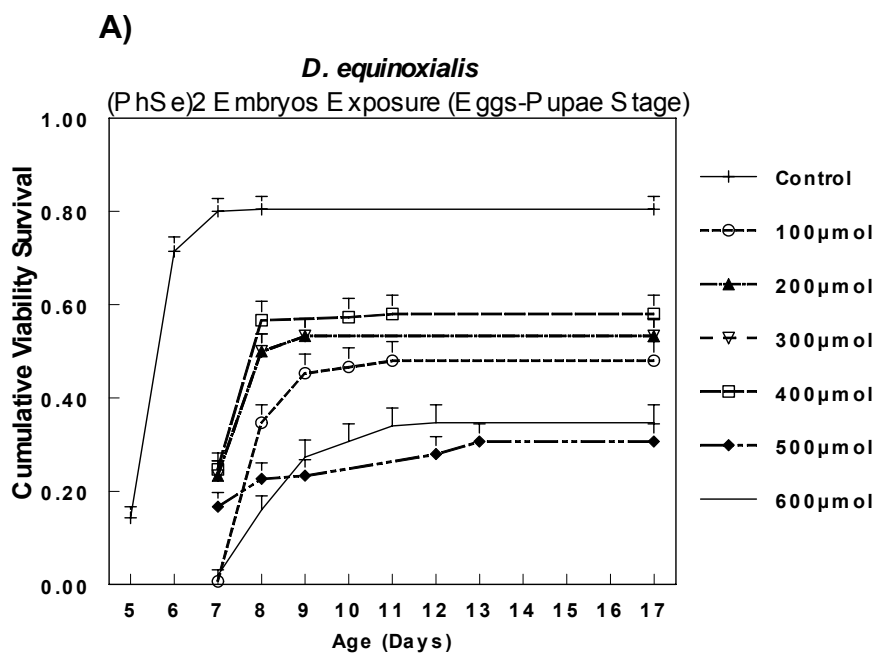 A)
D. equinoxialis
(PhSe)2 Embryos Exposure (Eggs-Pupae Stage)
1.00
0.80
0.60
0.40
0.20
0.00
Cumulative Viability Survival
5 6 7 8 9 10 11 12 13 14 15 16 17
Age (Days)
Control
100µmol
200µmol
300µmol
400µmol
500µmol
600µmol